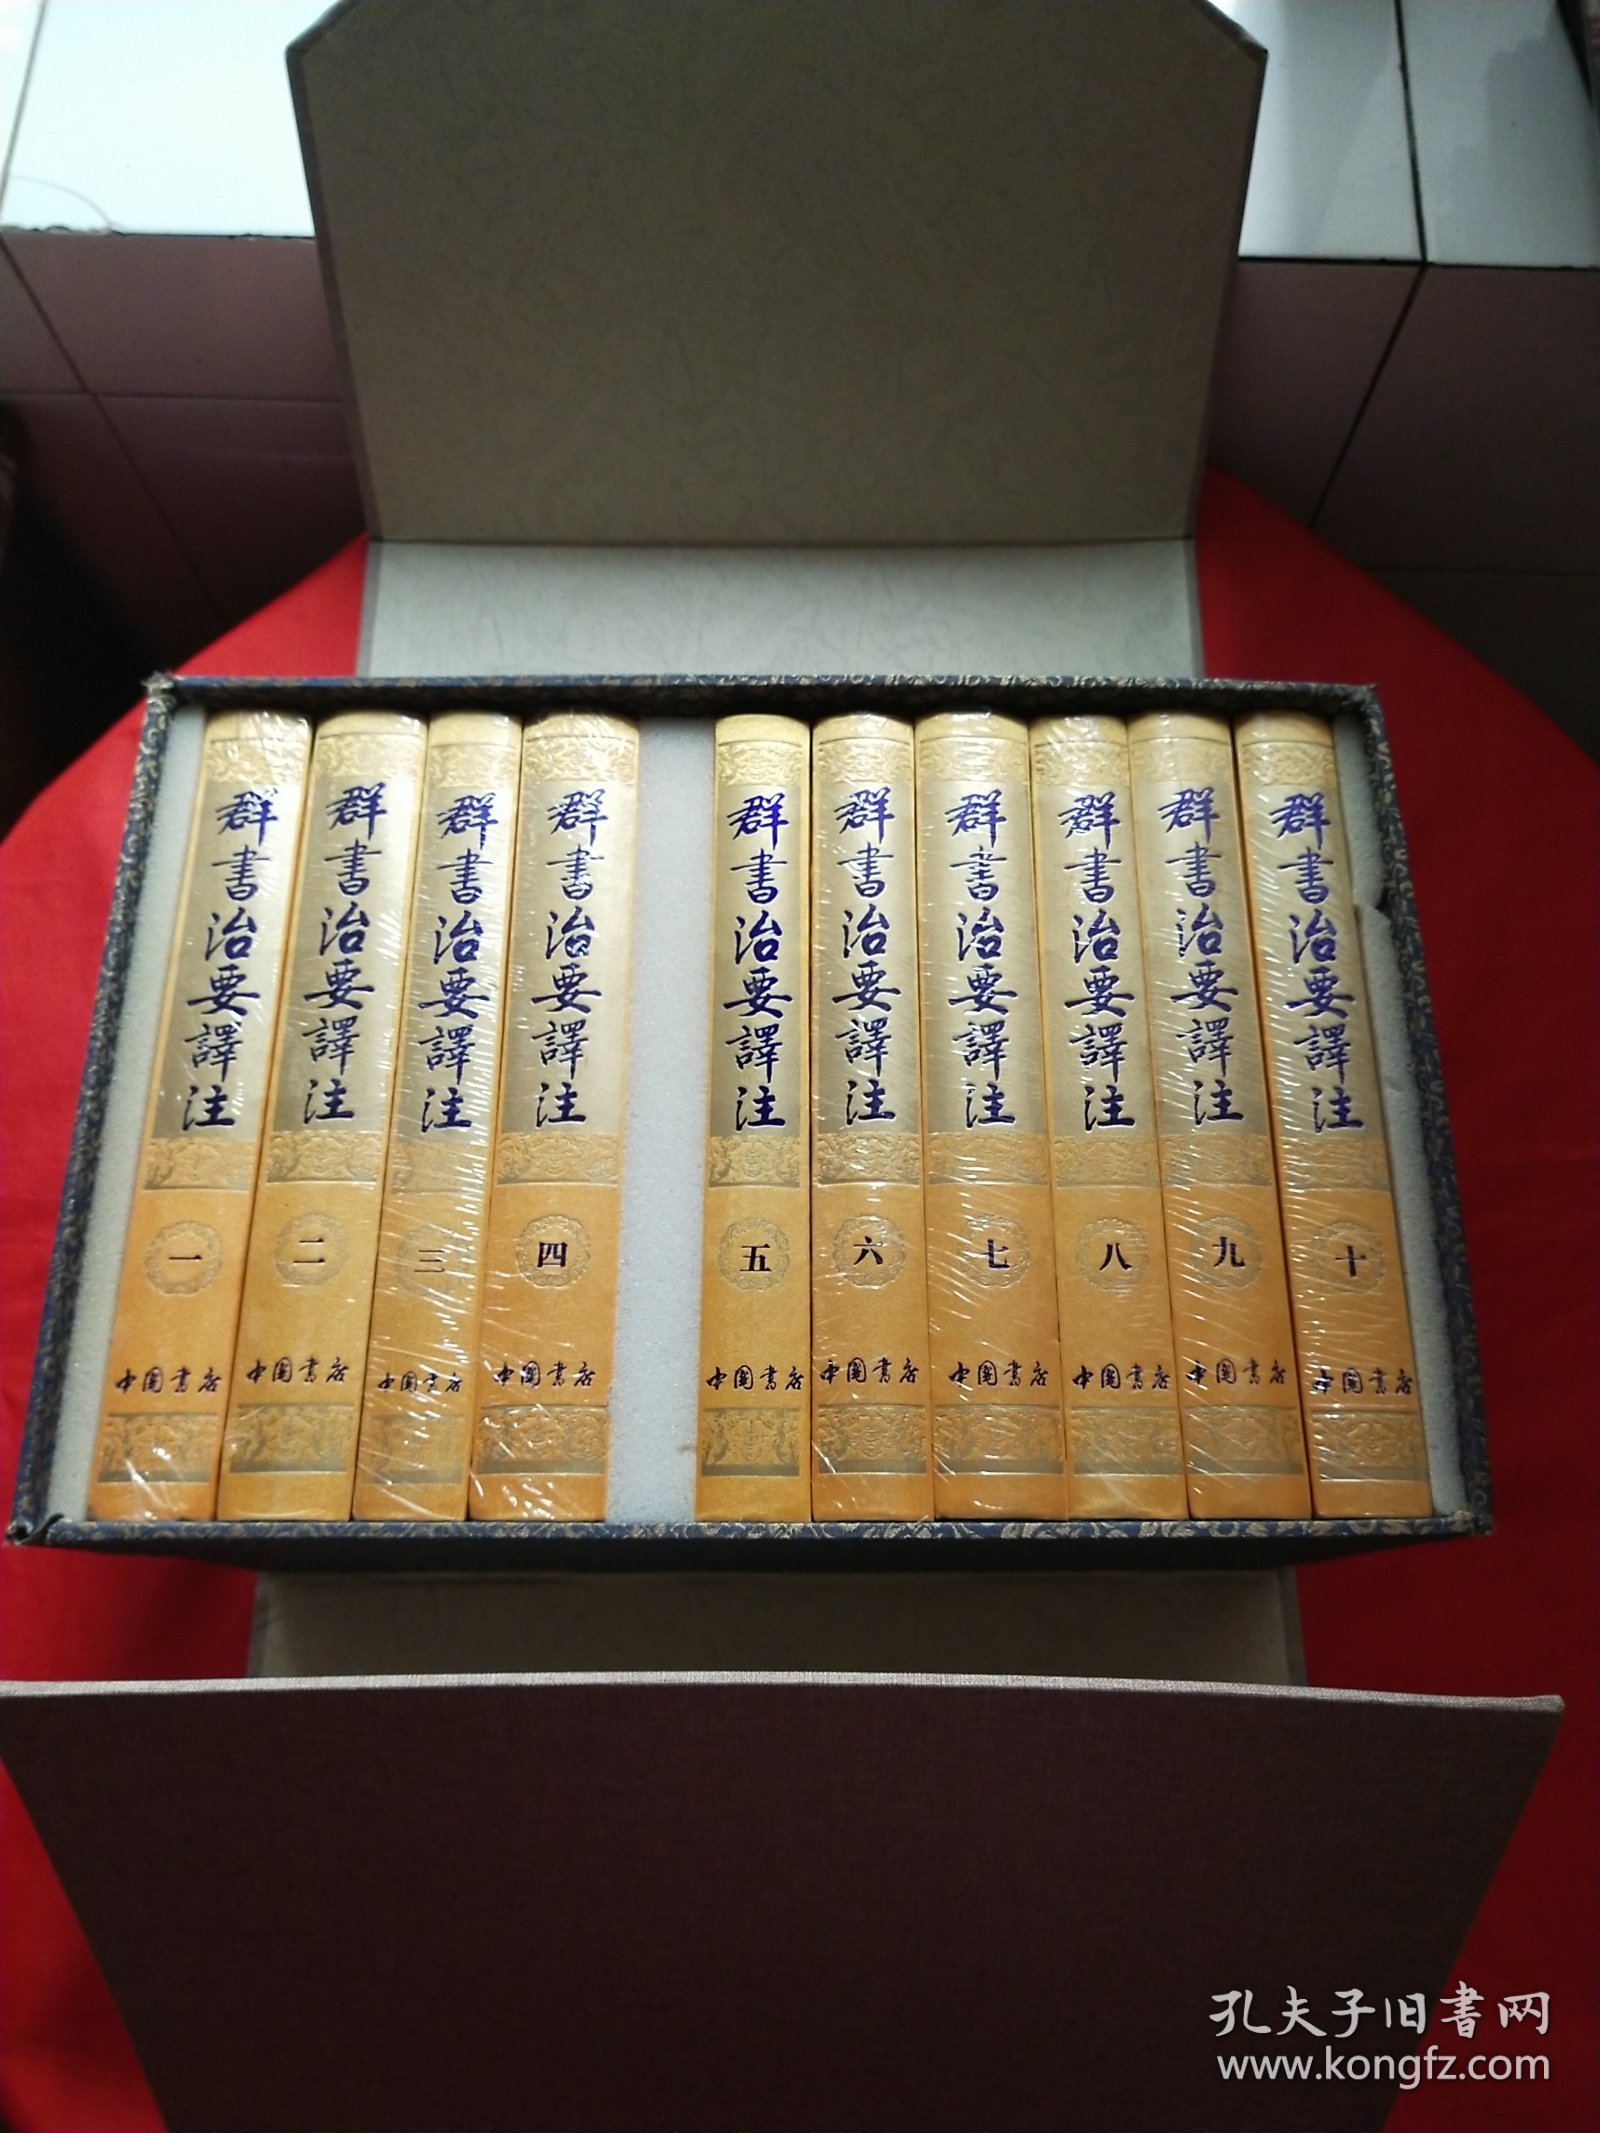 群書治要譯注
一
中國書店
群書治要譯注
二
中國書店
群書治要譯注
三
中國書店
群書治要譯注
四
中國書店
群書治要譯注
五
中國書店
群書治要譯注
六
中國書店
群書治要譯注
七
中國書店
群書治要譯注
八
中國書店
群書治要譯注
九
中國書店
群書治要譯注
十
中國書店
孔夫子旧書网
www.kongfz.com